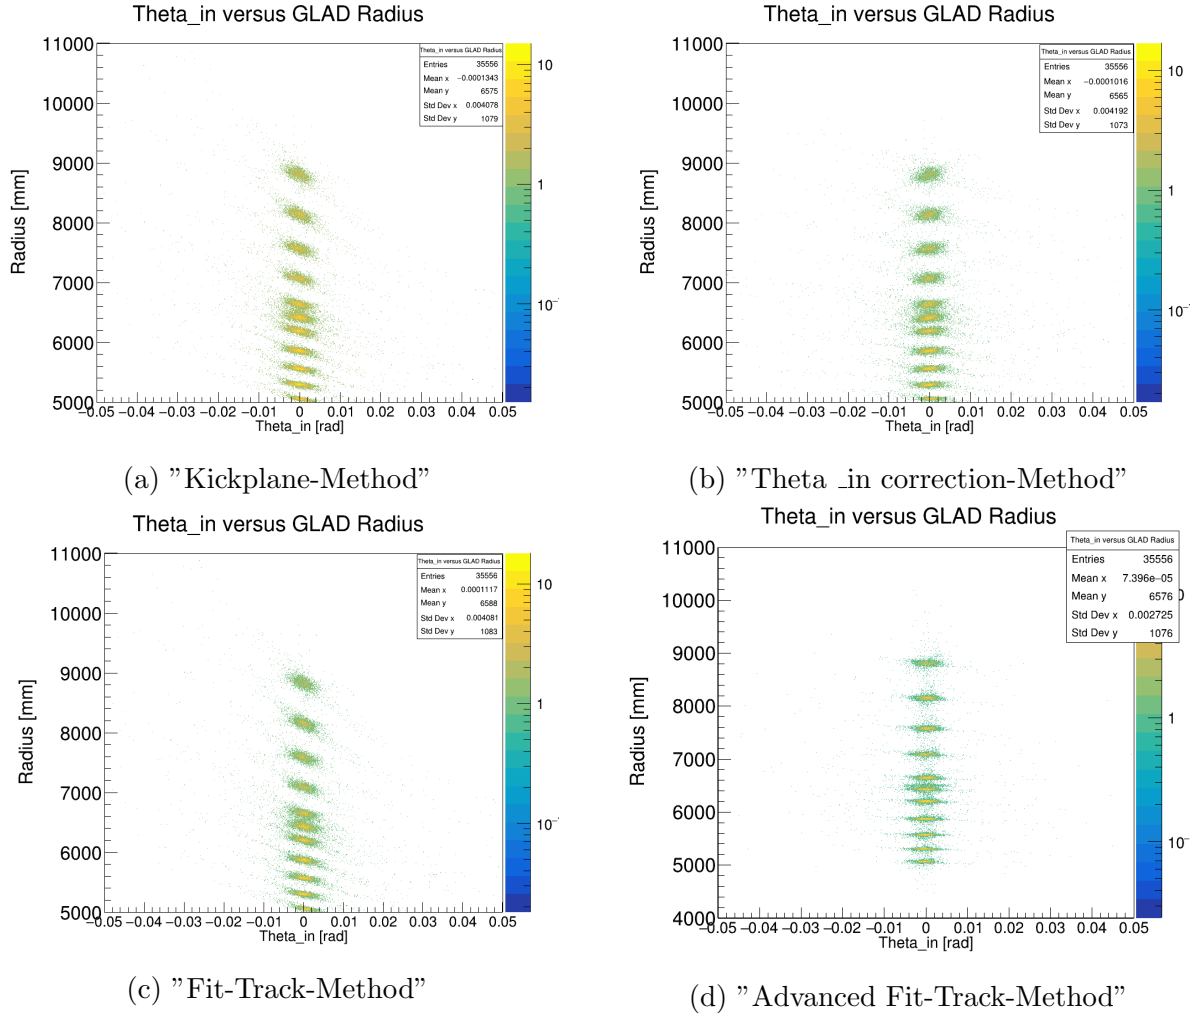 Theta_in versus GLAD Radius
Theta_in versus GLAD Radius
Entries 35556
Mean x −0.0001343
Mean y 6575
Std Dev x 0.004078
Std Dev y 1079
11000
10000
9000
8000
7000
6000
5000
Radius [mm]
−0.05 −0.04 −0.03 −0.02 −0.01 0 0.01 0.02 0.03 0.04 0.05
Theta_in [rad]
10
1
10⁻
(a) ”Kickplane-Method”
Theta_in versus GLAD Radius
Theta_in versus GLAD Radius
Entries 35556
Mean x −0.0001016
Mean y 6565
Std Dev x 0.004192
Std Dev y 1073
11000
10000
9000
8000
7000
6000
5000
Radius [mm]
−0.05 −0.04 −0.03 −0.02 −0.01 0 0.01 0.02 0.03 0.04 0.05
Theta_in [rad]
10
1
10⁻
(b) ”Theta _in correction-Method”
Theta_in versus GLAD Radius
Theta_in versus GLAD Radius
Entries 35556
Mean x 0.0001117
Mean y 6588
Std Dev x 0.004081
Std Dev y 1083
11000
10000
9000
8000
7000
6000
5000
Radius [mm]
−0.05 −0.04 −0.03 −0.02 −0.01 0 0.01 0.02 0.03 0.04 0.05
Theta_in [rad]
10
1
10⁻
(c) ”Fit-Track-Method”
Theta_in versus GLAD Radius
Theta_in versus GLAD Radius
Entries 35556
Mean x 7.396e−05
Mean y 6576
Std Dev x 0.002725
Std Dev y 1076
11000
10000
9000
8000
7000
6000
5000
4000
Radius [mm]
−0.05 −0.04 −0.03 −0.02 −0.01 0 0.01 0.02 0.03 0.04 0.05
Theta_in [rad]
0
1
10⁻
(d) ”Advanced Fit-Track-Method”